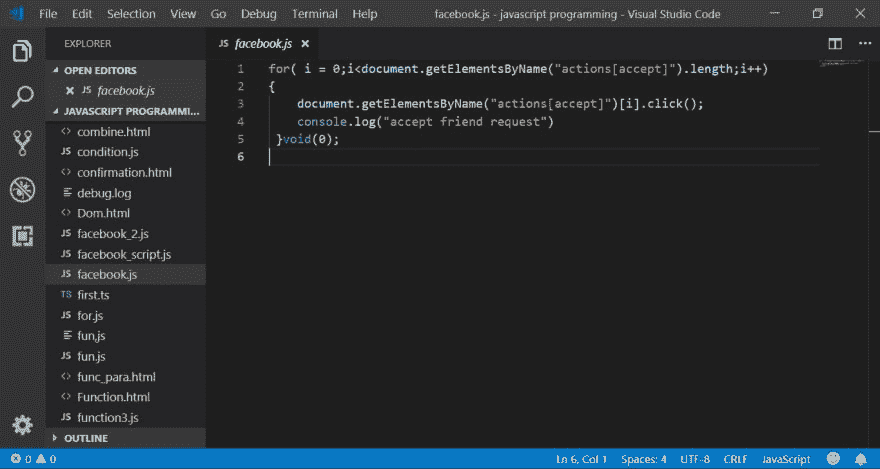 File Edit Selection View Go Debug Terminal Help facebook.js - javascript programming - Visual Studio Code
EXPLORER
OPEN EDITORS
JS facebook.js
JAVASCRIPT PROGRAMMI...
<> combine.html
JS condition.js
<> confirmation.html
debug.log
<> Dom.html
JS facebook_2.js
JS facebook_script.js
JS facebook.js
TS first.ts
JS for.js
fun,js
JS fun.js
<> func_para.html
<> Function.html
JS function3.js
OUTLINE
JS facebook.js
1 for( i = 0;i<document.getElementsByName("actions[accept]").length;i++)
2 {
3 document.getElementsByName("actions[accept]")[i].click();
4 console.log("accept friend request")
5 }void(0);
6
0 0 Ln 6, Col 1 Spaces: 4 UTF-8 CRLF JavaScript